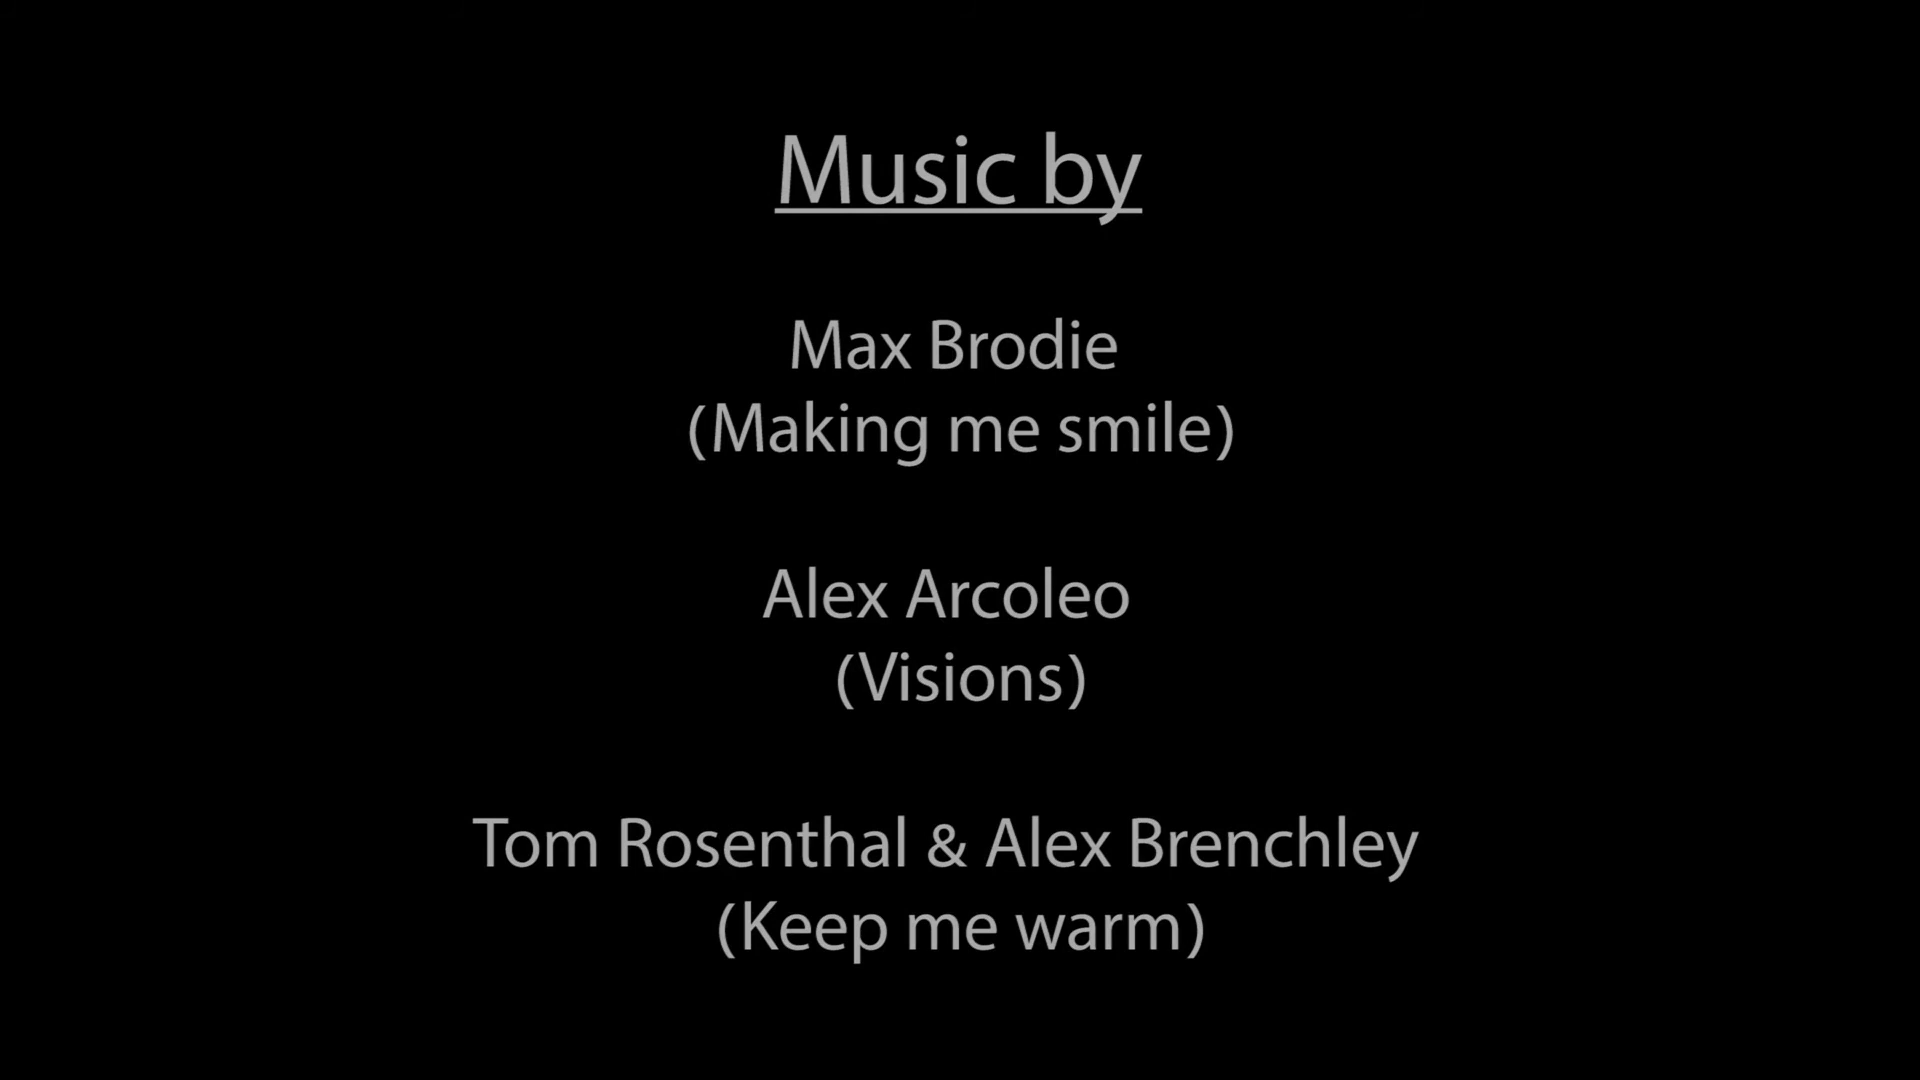 Music by
Max Brodie
(Making me smile)
Alex Arcoleo
(Visions)
Tom Rosenthal & Alex Brenchley
(Keep me warm)